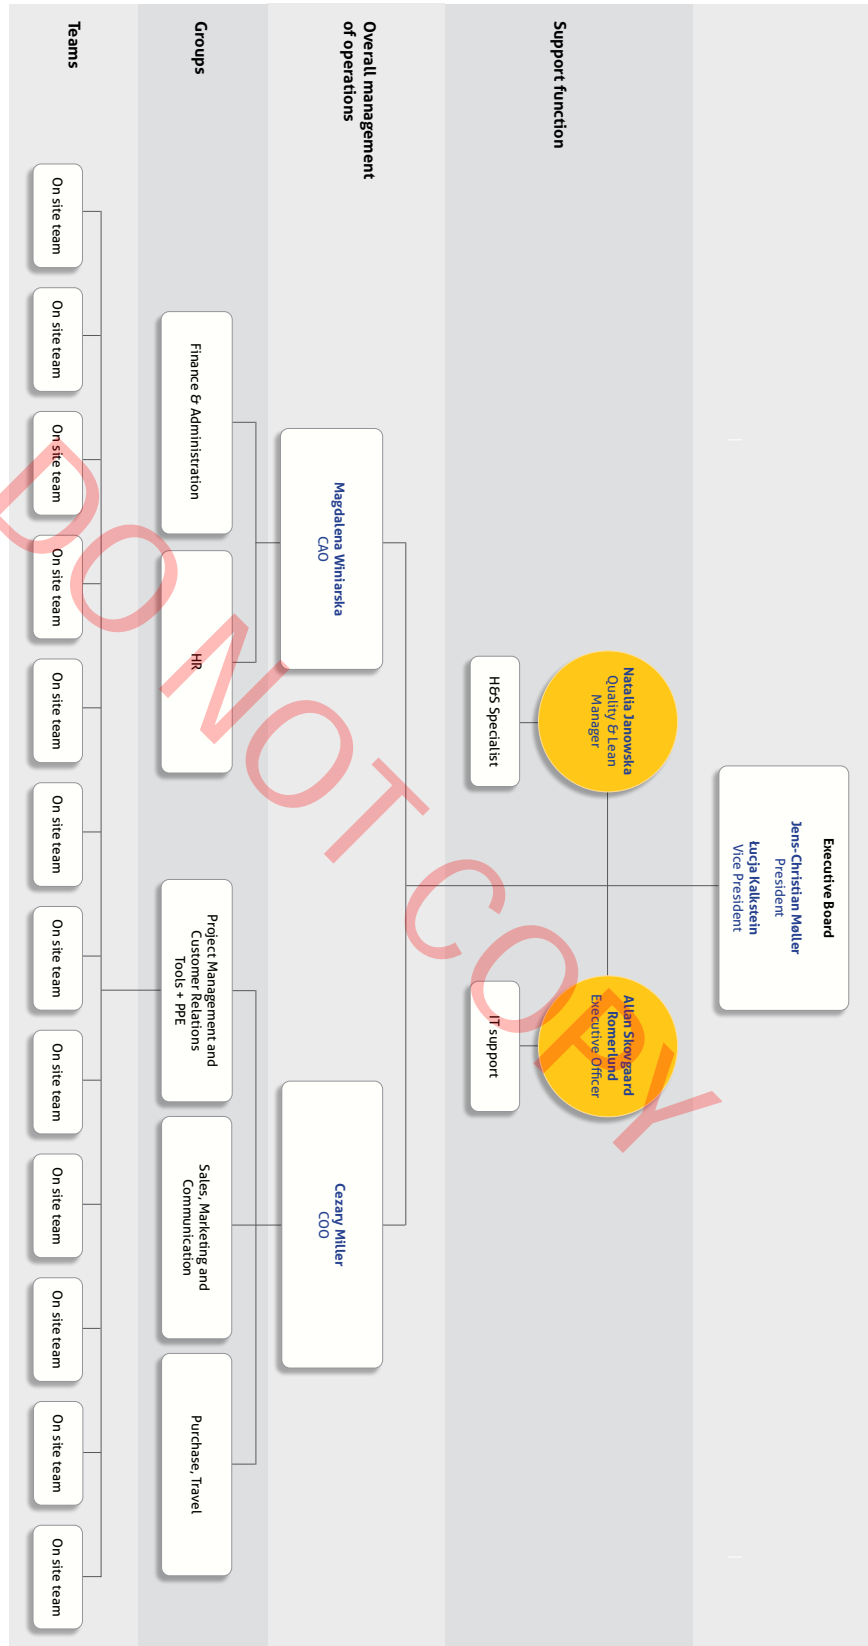 Executive Board
Jens-Christian Møller
President
Łucja Kalkstein
Vice President
Support function
Natalia Janowska
Quality & Lean
Manager
Allan Skovgaard
Romerlund
Executive Officer
H&S Specialist
IT support
Overall management
of operations
Magdalena Winiarska
CAO
Cezary Miller
COO
Groups
Finance & Administration
HR
Project Management and
Customer Relations
Tools + PPE
Sales, Marketing and
Communication
Purchase, Travel
Teams
On site team
On site team
On site team
On site team
On site team
On site team
On site team
On site team
On site team
On site team
On site team
On site team
DO NOT COPY